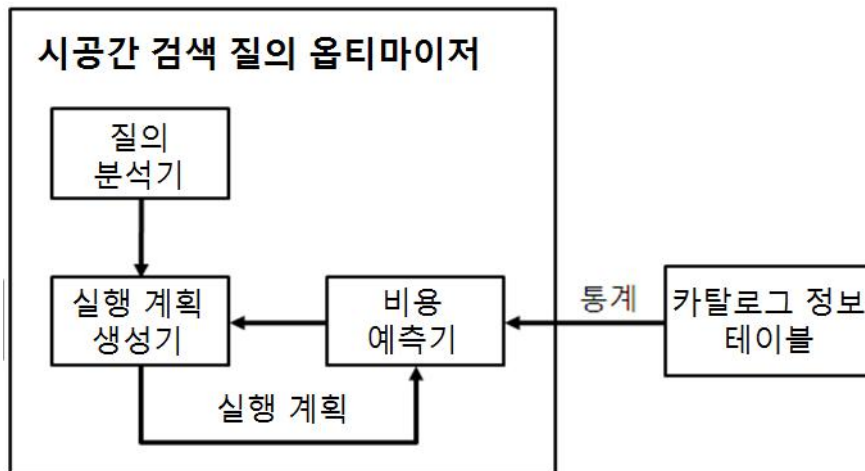 시공간 검색 질의 옵티마이저
질의
분석기
실행 계획
생성기
비용
예측기
통계
카탈로그 정보
테이블
실행 계획